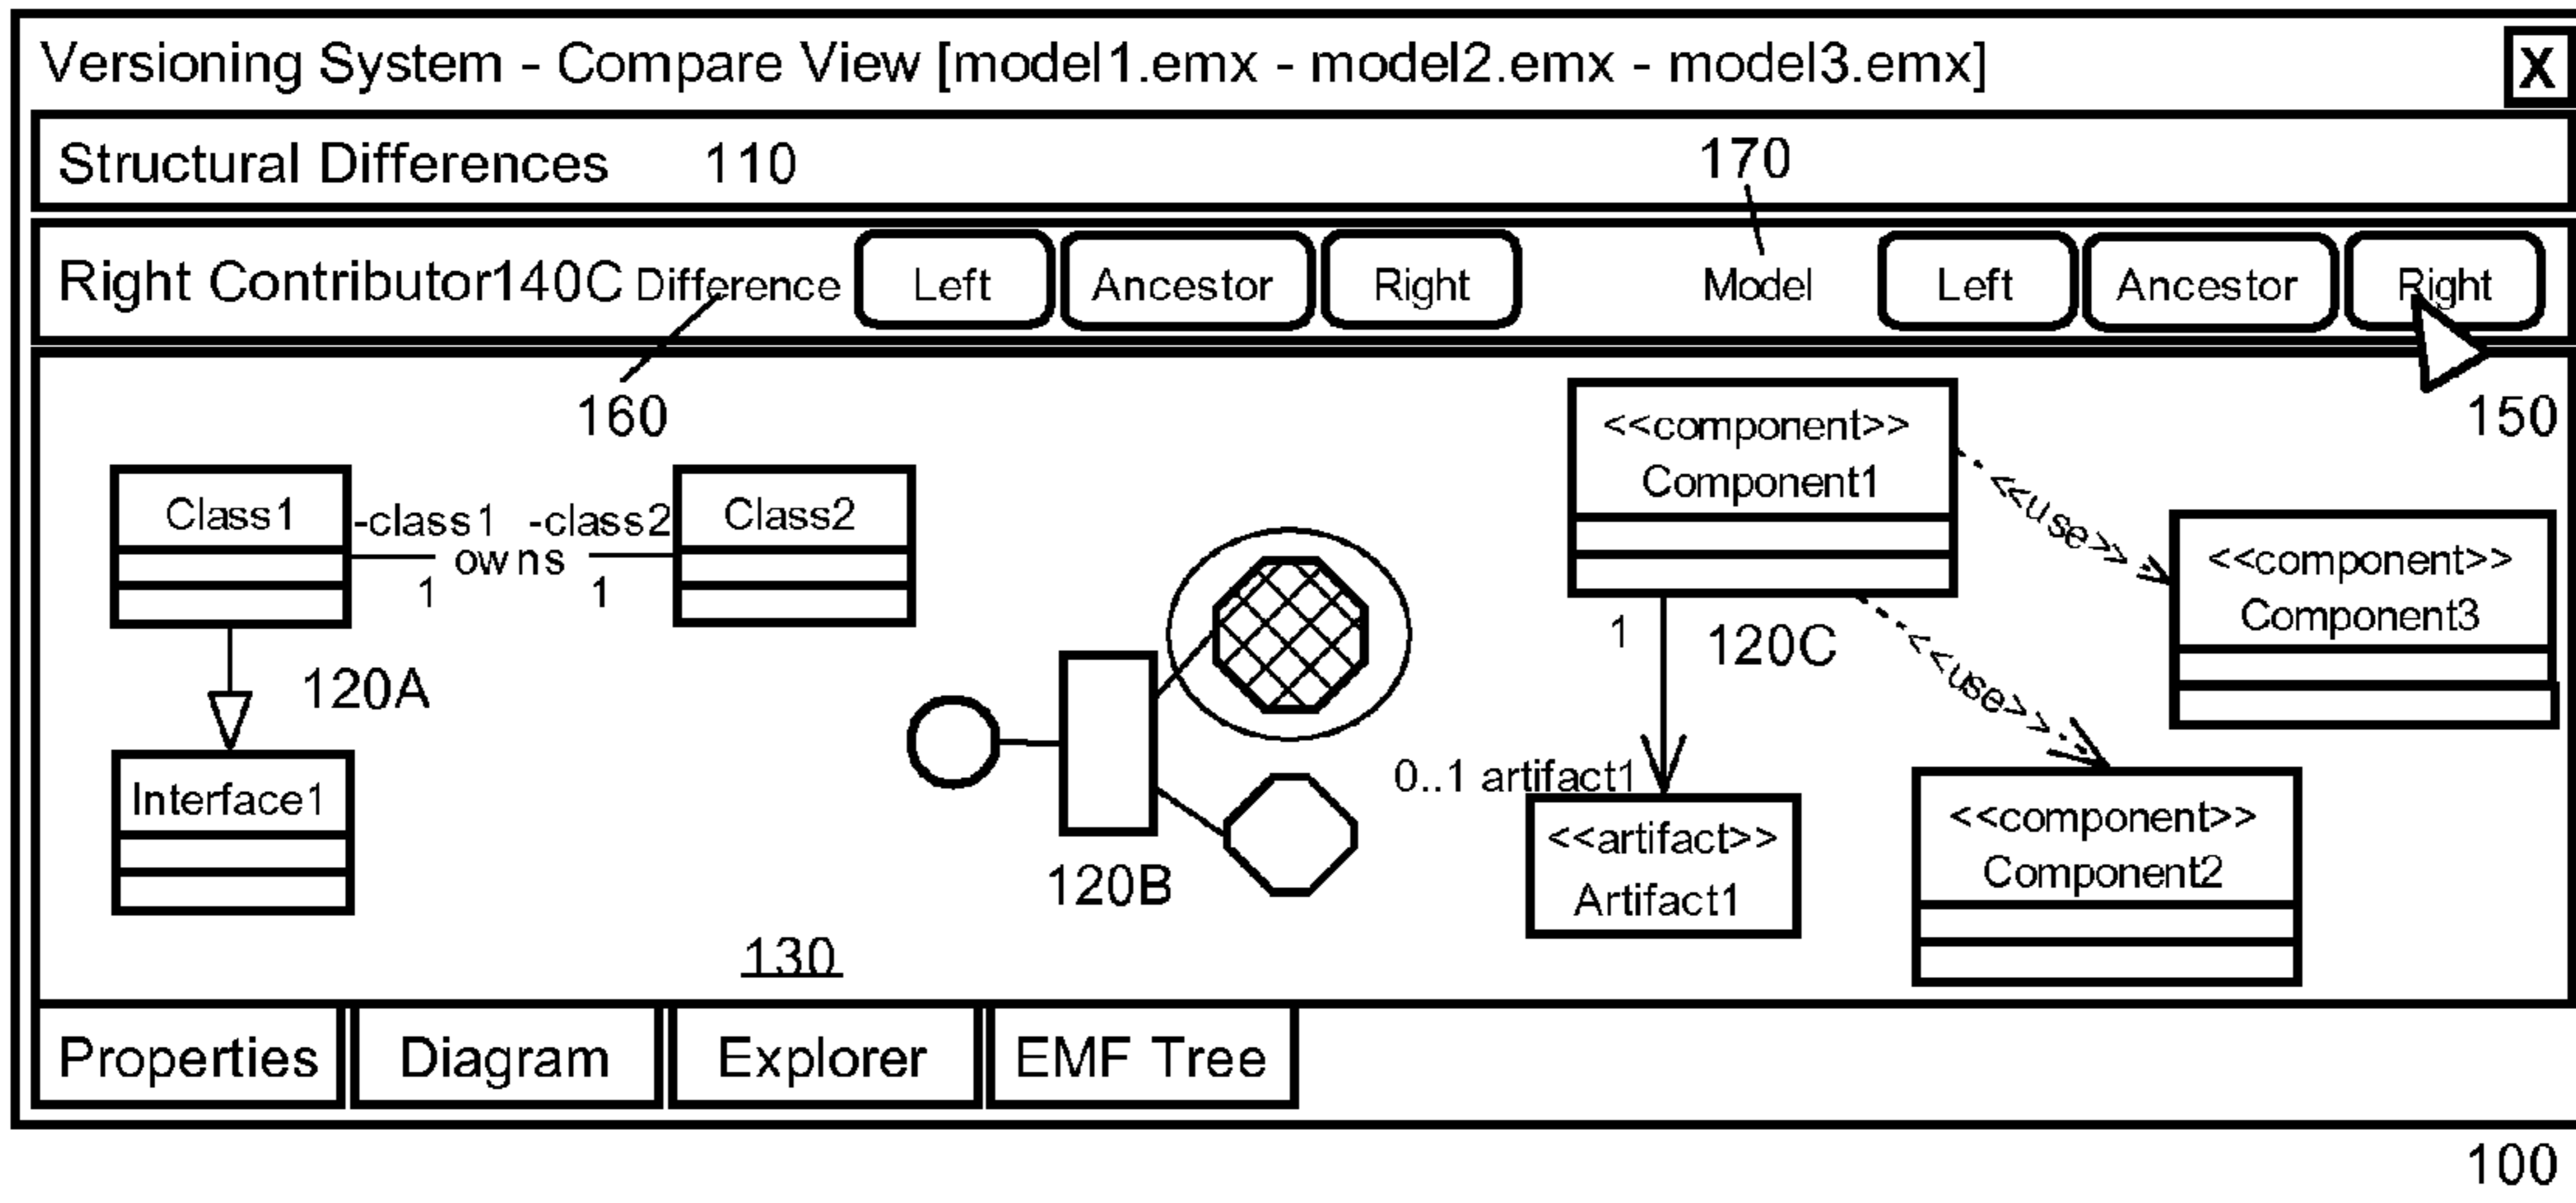 Versioning System - Compare View [model1.emx - model2.emx - model3.emx]
X
Structural Differences 110 170
Right Contributor140C Difference Left Ancestor Right Model Left Ancestor Right
160
150
Class1
-class1 -class2
owns
1 1
Class2
120A
Interface1
120B
<<component>>
Component1
<<use>>
<<component>>
Component3
1
120C
<<use>>
0..1 artifact1
<<artifact>>
Artifact1
<<component>>
Component2
130
Properties Diagram Explorer EMF Tree
100